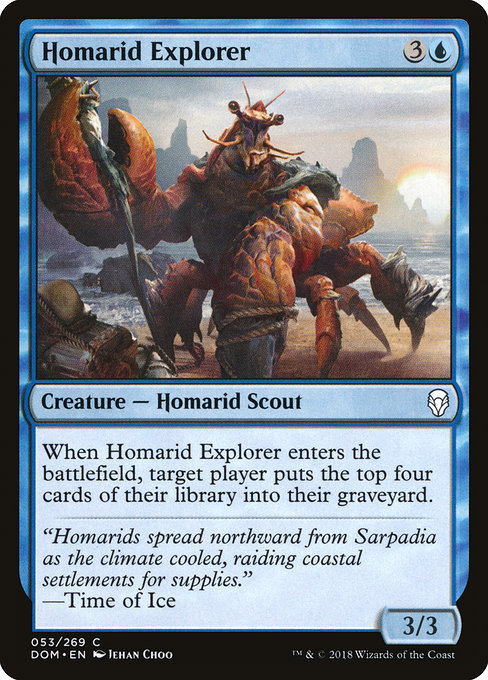 Homarid Explorer 3
Creature — Homarid Scout
When Homarid Explorer enters the
battlefield, target player puts the top four
cards of their library into their graveyard.
“Homarids spread northward from Sarpadia
as the climate cooled, raiding coastal
settlements for supplies.”
—Time of Ice
3/3
053/269 C
DOM • EN Jehan Choo
™ & © 2018 Wizards of the Coast